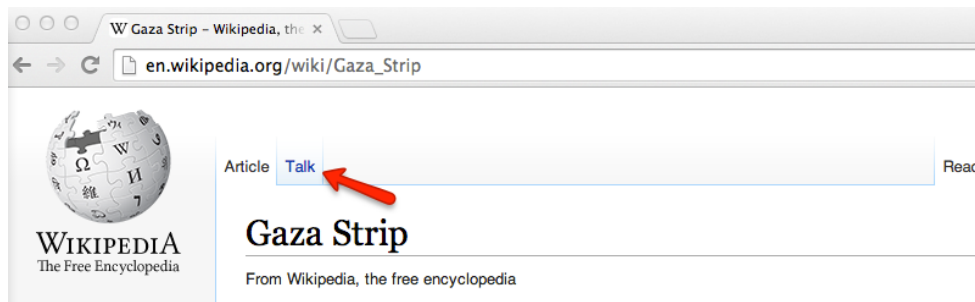 W Gaza Strip – Wikipedia, the
en.wikipedia.org/wiki/Gaza_Strip
Article Talk Read
WIKIPEDIA
The Free Encyclopedia
Gaza Strip
From Wikipedia, the free encyclopedia